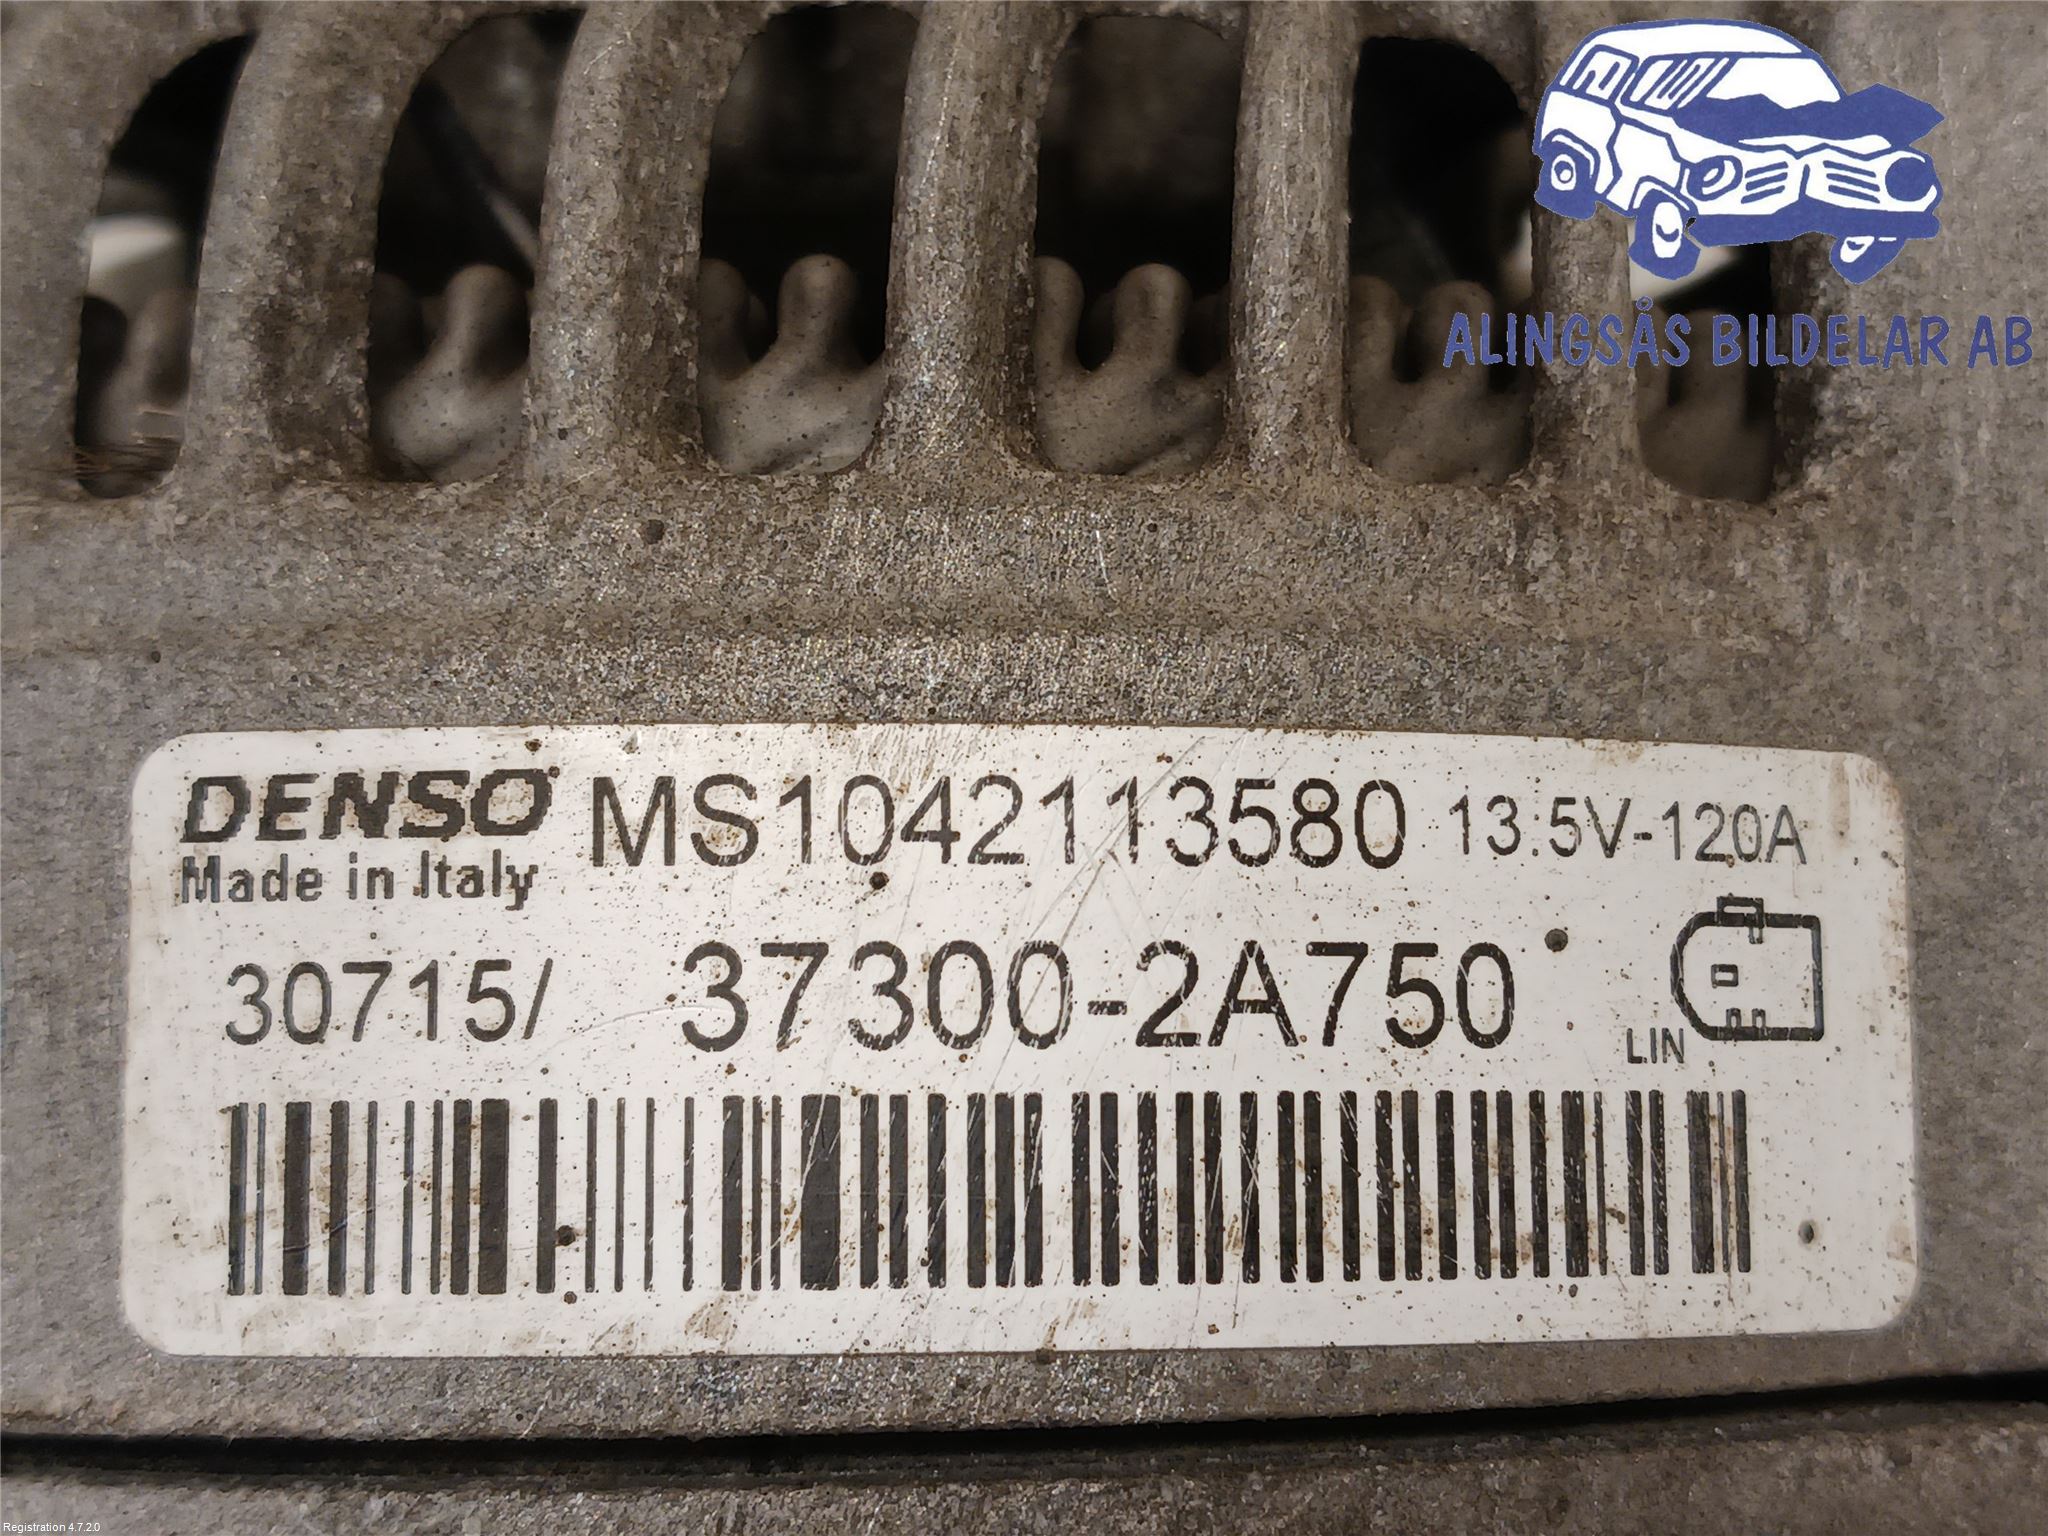 ALINGSÅS BILDELAR AB
DENSO MS1042113580 13.5V-120A
Made in Italy
30715/ 37300-2A750
LIN
Registration 4.7.2.0